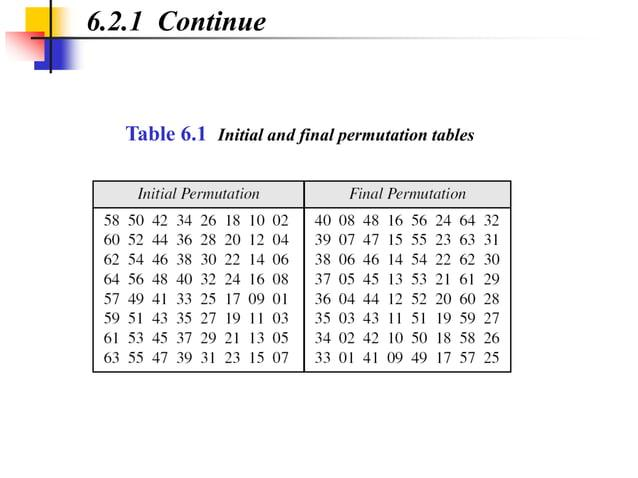 6.2.1 Continue
Table 6.1 Initial and final permutation tables
Initial Permutation Final Permutation
58 50 42 34 26 18 10 02 40 08 48 16 56 24 64 32
60 52 44 36 28 20 12 04 39 07 47 15 55 23 63 31
62 54 46 38 30 22 14 06 38 06 46 14 54 22 62 30
64 56 48 40 32 24 16 08 37 05 45 13 53 21 61 29
57 49 41 33 25 17 09 01 36 04 44 12 52 20 60 28
59 51 43 35 27 19 11 03 35 03 43 11 51 19 59 27
61 53 45 37 29 21 13 05 34 02 42 10 50 18 58 26
63 55 47 39 31 23 15 07 33 01 41 09 49 17 57 25